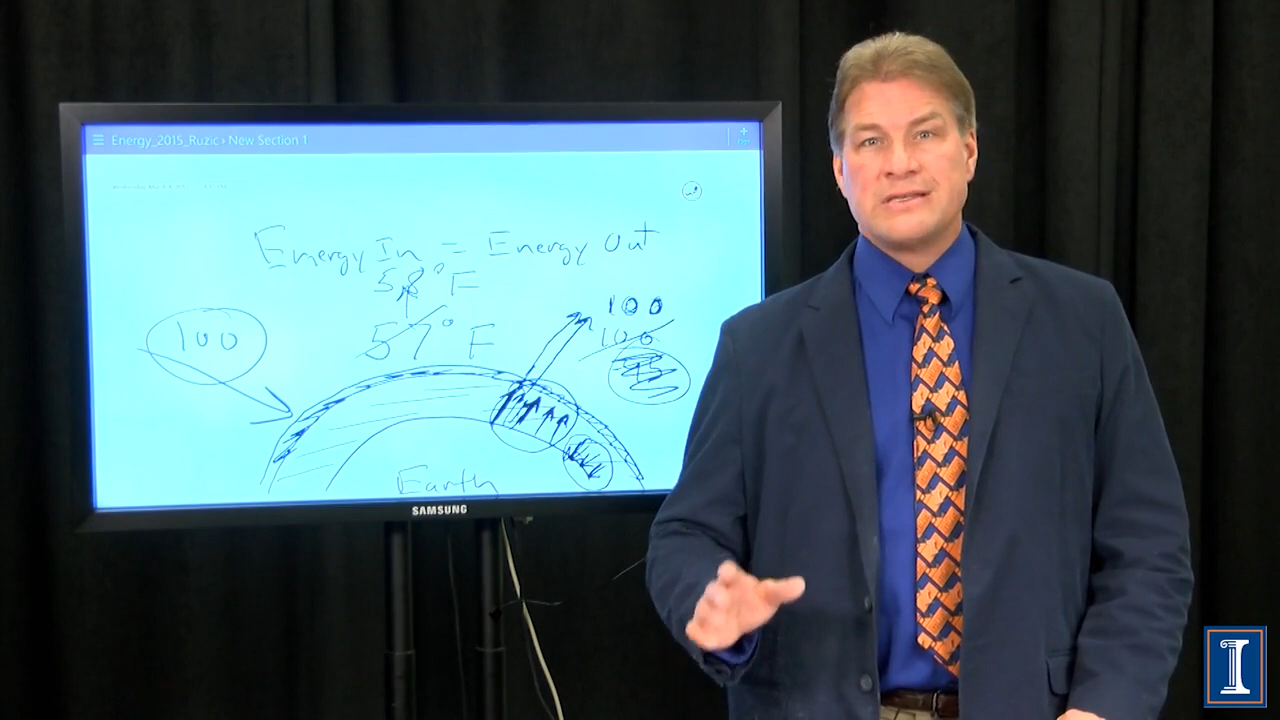 Energy_2015_Ruzic › New Section 1
Energy In = Energy Out
58° F
100
100
57° F
100
Earth
SAMSUNG
I